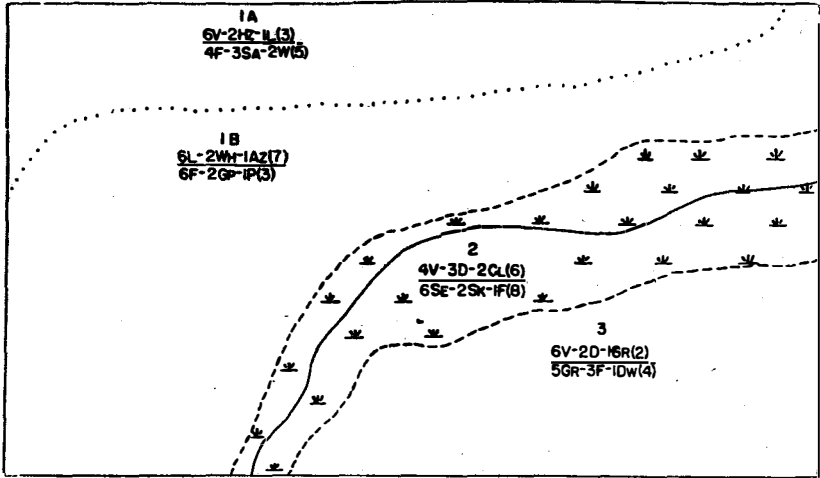 1A
6V-2HZ-1L(3)
4F-3SA-2W(5)
1B
6L-2WH-1AZ(7)
6F-2GP-1P(3)
2
4V-3D-2CL(6)
6SE-2SK-1F(8)
3
6V-2D-1GR(2)
5GR-3F-1DW(4)